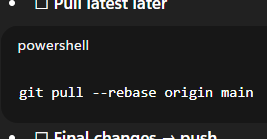 • ☐ Pull latest later
powershell
git pull --rebase origin main
• ☐ Final changes → push